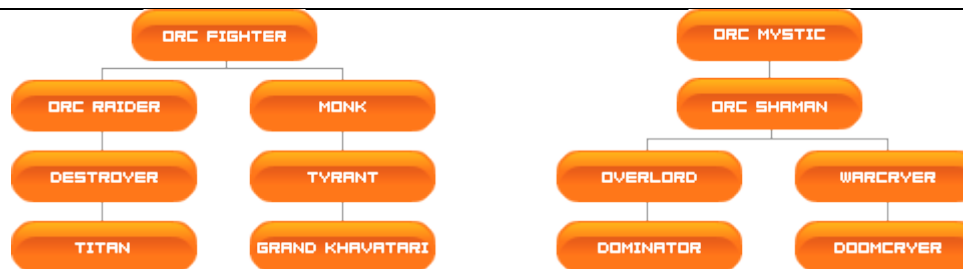 ORC FIGHTER
ORC MYSTIC
ORC RAIDER
MONK
ORC SHAMAN
DESTROYER
TYRANT
OVERLORD
WARCRYER
TITAN
GRAND KHAVATARI
DOMINATOR
DOOMCRYER